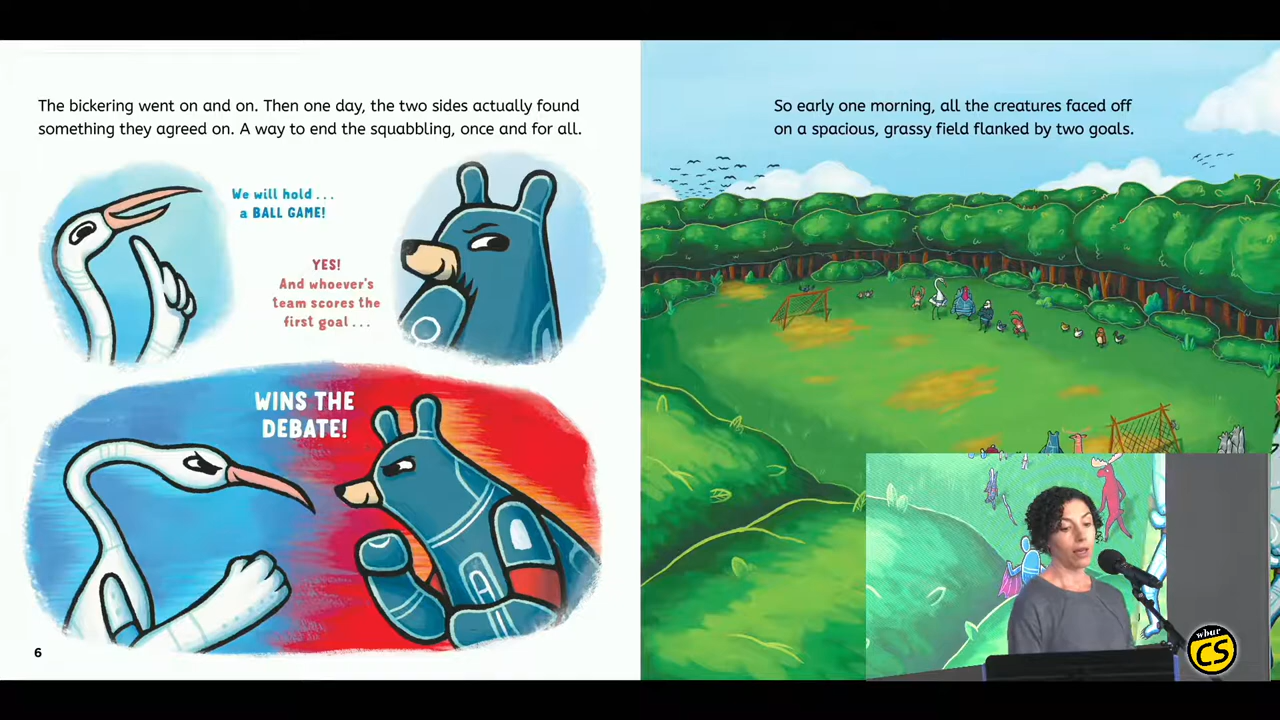 The bickering went on and on. Then one day, the two sides actually found
something they agreed on. A way to end the squabbling, once and for all.
We will hold . . .
a BALL GAME!
YES!
And whoever's
team scores the
first goal . . .
WINS THE
DEBATE!
6
So early one morning, all the creatures faced off
on a spacious, grassy field flanked by two goals.
wbur
CS